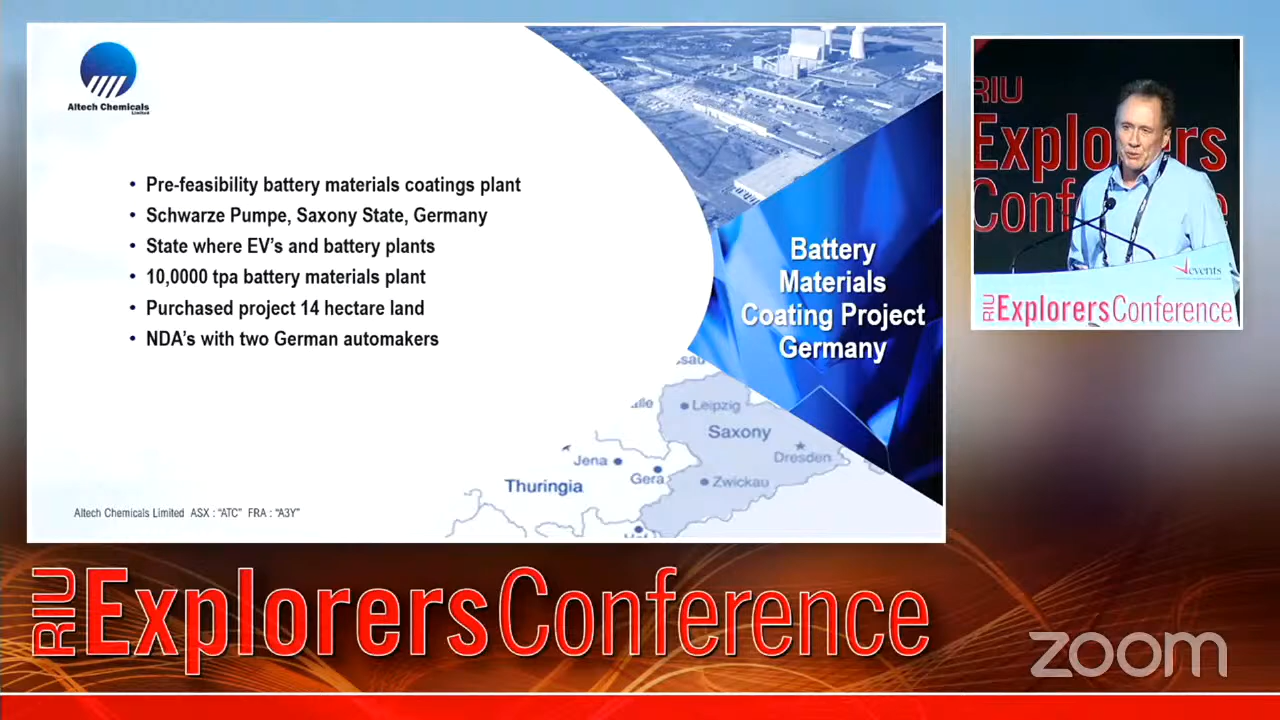 Altech Chemicals
Limited
• Pre-feasibility battery materials coatings plant
• Schwarze Pumpe, Saxony State, Germany
• State where EV's and battery plants
• 10,0000 tpa battery materials plant
• Purchased project 14 hectare land
• NDA's with two German automakers
Battery
Materials
Coating Project
Germany
Leipzig
Saxony
Dresden
Jena
Gera
Zwickau
Thuringia
Altech Chemicals Limited ASX : "ATC" FRA : "A3Y"
RIU
Explorers
Conference
events
RIU ExplorersConference
RIU ExplorersConference
zoom